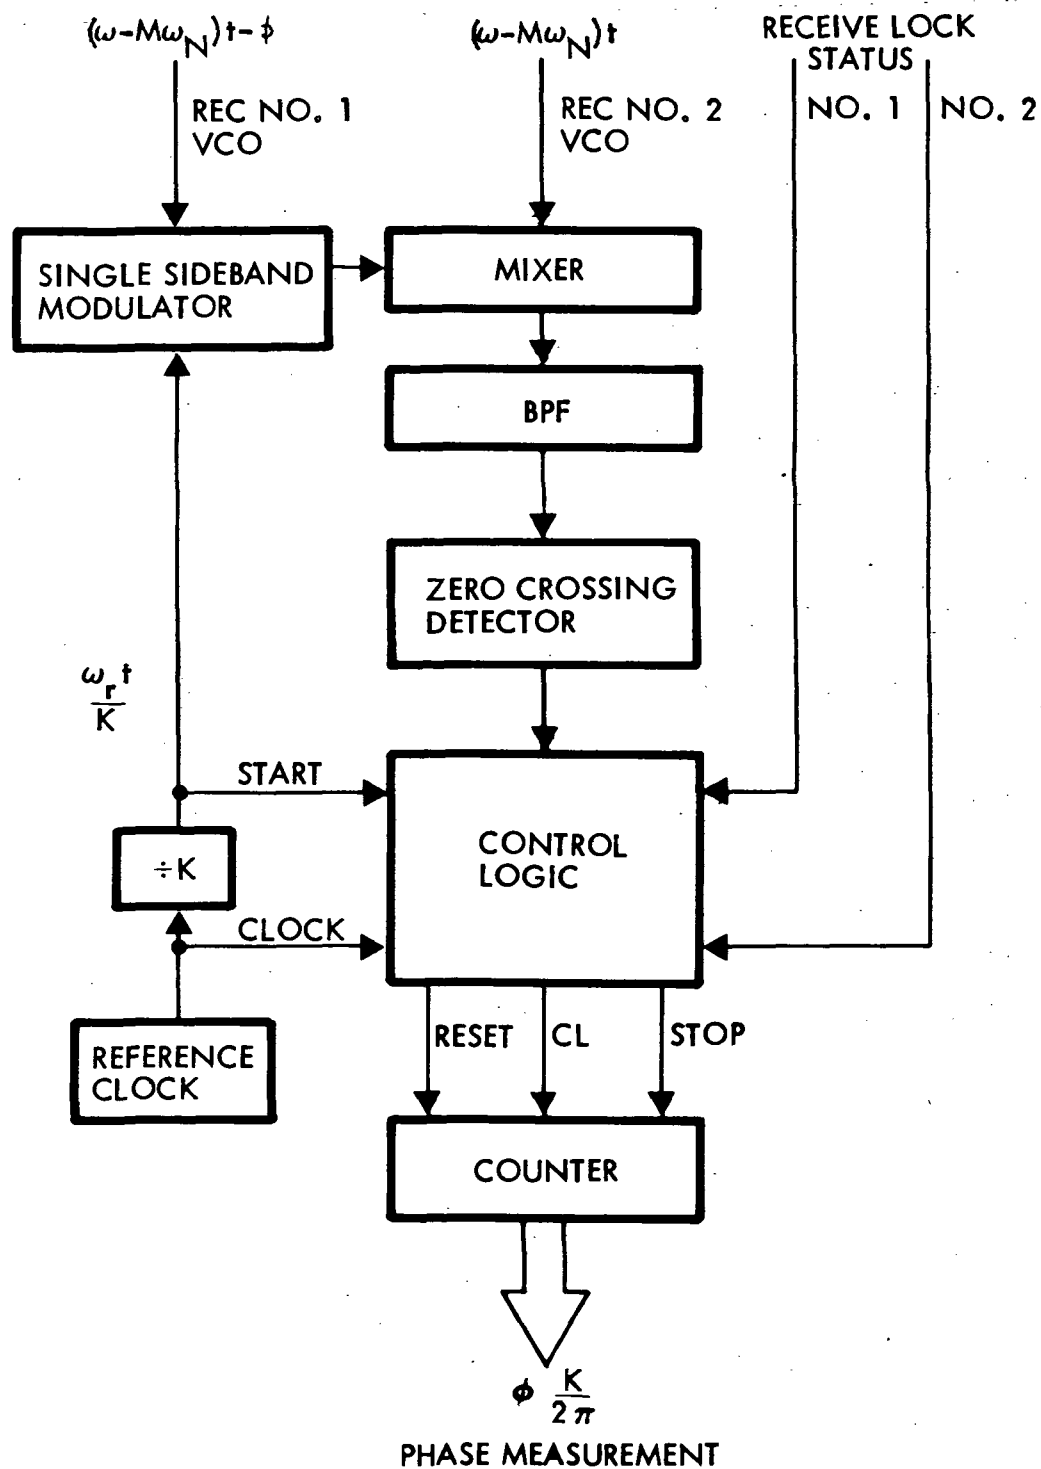 (ω-Mω_N)t-ϕ
(ω-Mω_N)t
RECEIVE LOCK
STATUS
REC NO. 1
VCO
REC NO. 2
VCO
NO. 1
NO. 2
SINGLE SIDEBAND
MODULATOR
MIXER
BPF
ZERO CROSSING
DETECTOR
ω_r t
K
START
÷K
CONTROL
LOGIC
CLOCK
REFERENCE
CLOCK
RESET
CL
STOP
COUNTER
ϕ K
2π
PHASE MEASUREMENT